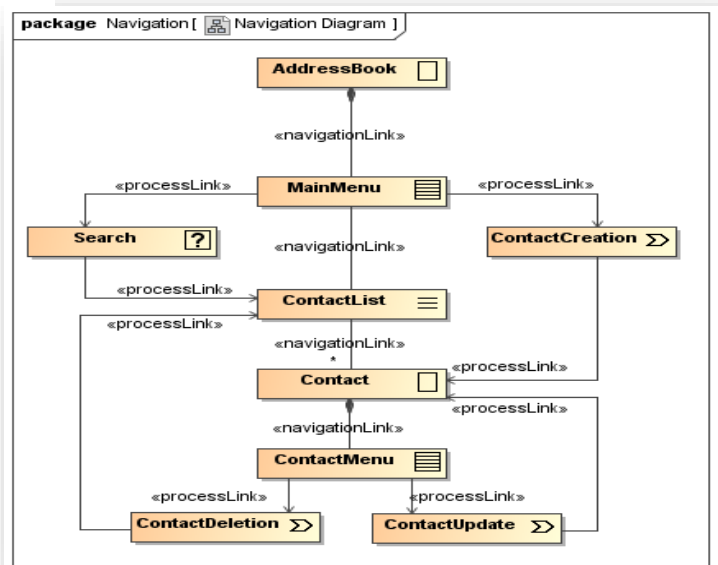 package Navigation [ Navigation Diagram ]
AddressBook
«navigationLink»
«processLink»
MainMenu
«processLink»
Search
?
«navigationLink»
ContactCreation
«processLink»
ContactList
«processLink»
«navigationLink»
*
«processLink»
Contact
«processLink»
«navigationLink»
ContactMenu
«processLink»
«processLink»
ContactDeletion
ContactUpdate